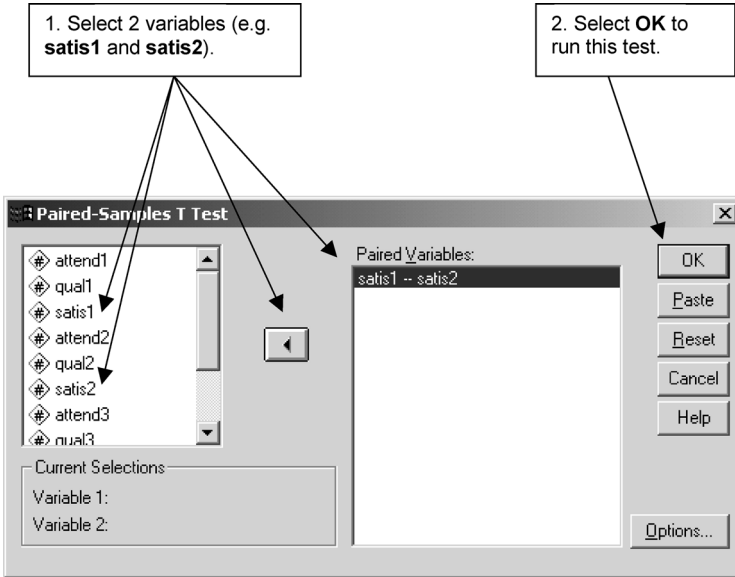 1. Select 2 variables (e.g.
satis1 and satis2).
2. Select OK to
run this test.
Paired-Samples T Test
attend1
qual1
satis1
attend2
qual2
satis2
attend3
qual3
Current Selections
Variable 1:
Variable 2:
Paired Variables:
satis1 -- satis2
OK
Paste
Reset
Cancel
Help
Options...